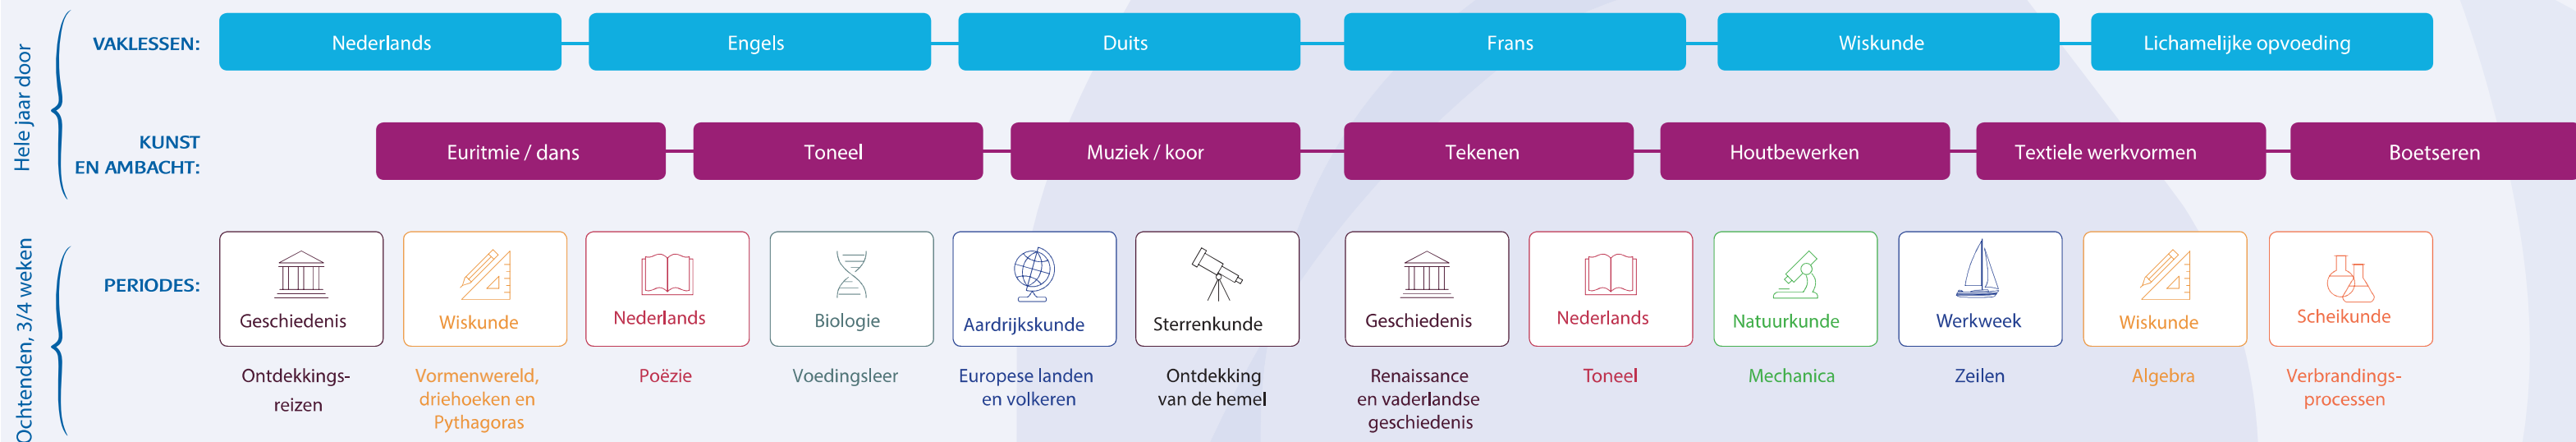 Hele jaar door
VAKLESSEN:
Nederlands
Engels
Duits
Frans
Wiskunde
Lichamelijke opvoeding
KUNST
EN AMBACHT:
Euritmie / dans
Toneel
Muziek / koor
Tekenen
Houtbewerken
Textiele werkvormen
Boetseren
Ochtenden, 3/4 weken
PERIODES:
Geschiedenis
Ontdekkings-
reizen
Wiskunde
Vormenwereld,
driehoeken en
Pythagoras
Nederlands
Poëzie
Biologie
Voedingsleer
Aardrijkskunde
Europese landen
en volkeren
Sterrenkunde
Ontdekking
van de hemel
Geschiedenis
Renaissance
en vaderlandse
geschiedenis
Nederlands
Toneel
Natuurkunde
Mechanica
Werkweek
Zeilen
Wiskunde
Algebra
Scheikunde
Verbrandings-
processen